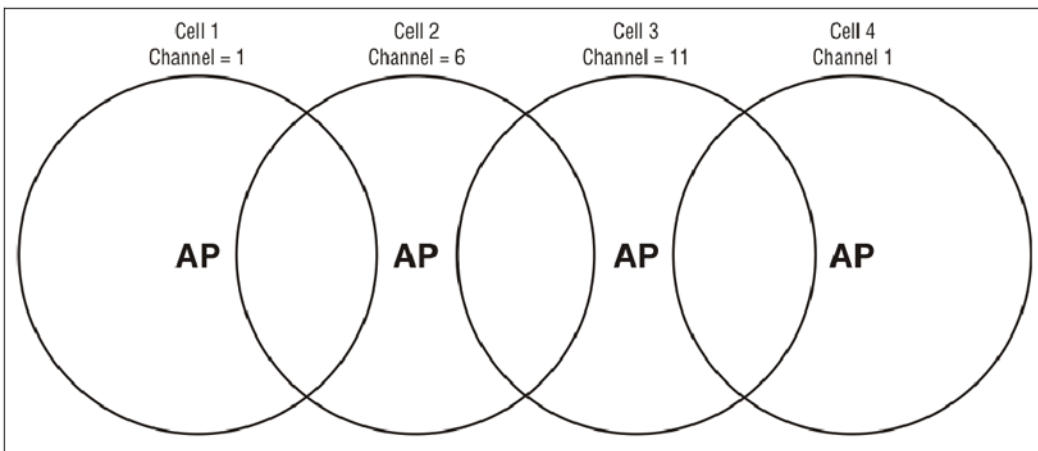 Cell 1
Channel = 1
Cell 2
Channel = 6
Cell 3
Channel = 11
Cell 4
Channel 1
AP
AP
AP
AP